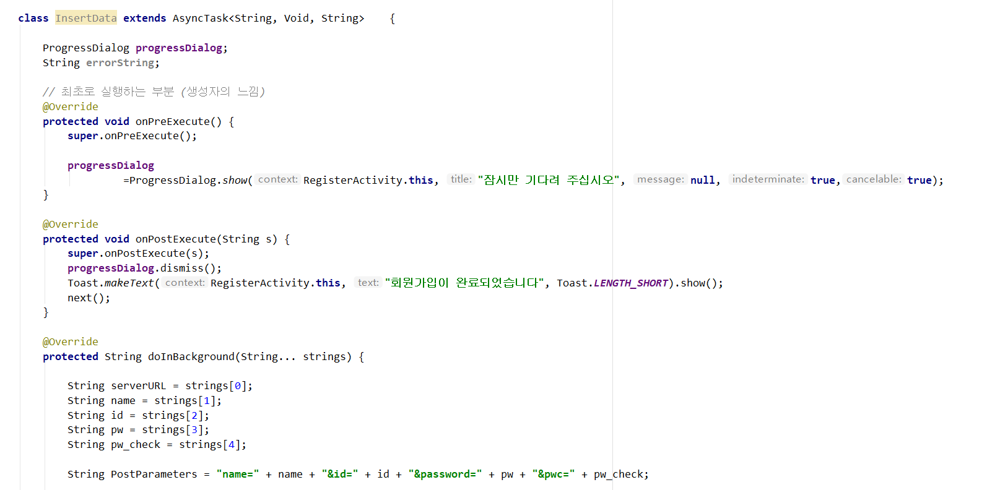 class InsertData extends AsyncTask<String, Void, String>    {
ProgressDialog progressDialog;
String errorString;
// 최초로 실행하는 부분 (생성자의 느낌)
@Override
protected void onPreExecute() {
super.onPreExecute();
progressDialog
=ProgressDialog.show( context: RegisterActivity.this, title: "잠시만 기다려 주십시오", message: null, indeterminate: true, cancelable: true);
}
@Override
protected void onPostExecute(String s) {
super.onPostExecute(s);
progressDialog.dismiss();
Toast.makeText( context: RegisterActivity.this, text: "회원가입이 완료되었습니다", Toast.LENGTH_SHORT).show();
next();
}
@Override
protected String doInBackground(String... strings) {
String serverURL = strings[0];
String name = strings[1];
String id = strings[2];
String pw = strings[3];
String pw_check = strings[4];
String PostParameters = "name=" + name + "&id=" + id + "&password=" + pw + "&pwc=" + pw_check;